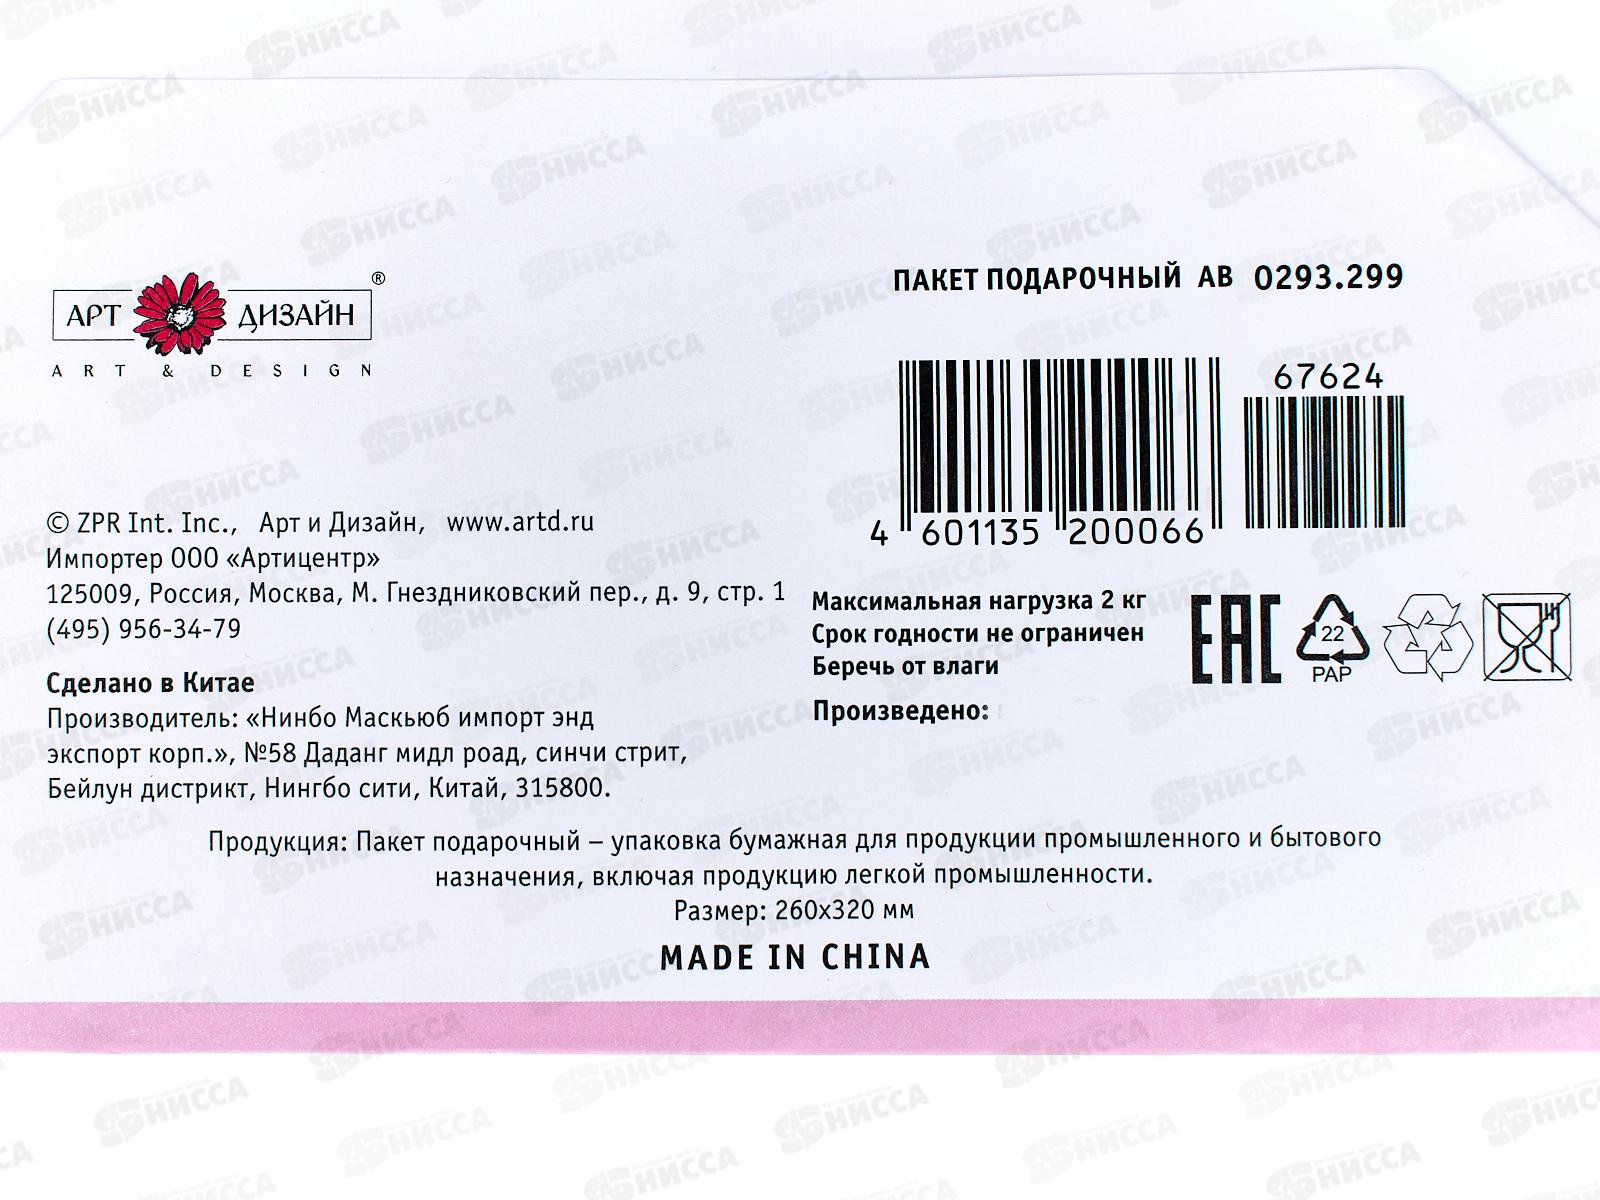 АРТ ДИЗАЙН ®
ART & DESIGN
ПАКЕТ ПОДАРОЧНЫЙ АВ 0293.299
67624
4 601135 200066
© ZPR Int. Inc., Арт и Дизайн, www.artd.ru
Импортер ООО «Артицентр»
125009, Россия, Москва, М. Гнездниковский пер., д. 9, стр. 1
(495) 956-34-79
Сделано в Китае
Производитель: «Нинбо Маскьюб импорт энд
экспорт корп.», №58 Даданг мидл роад, синчи стрит,
Бейлун дистрикт, Нингбо сити, Китай, 315800.
Максимальная нагрузка 2 кг
Срок годности не ограничен
Беречь от влаги
Произведено:
EAC
22
PAP
Продукция: Пакет подарочный – упаковка бумажная для продукции промышленного и бытового
назначения, включая продукцию легкой промышленности.
Размер: 260х320 мм
MADE IN CHINA
НИССА